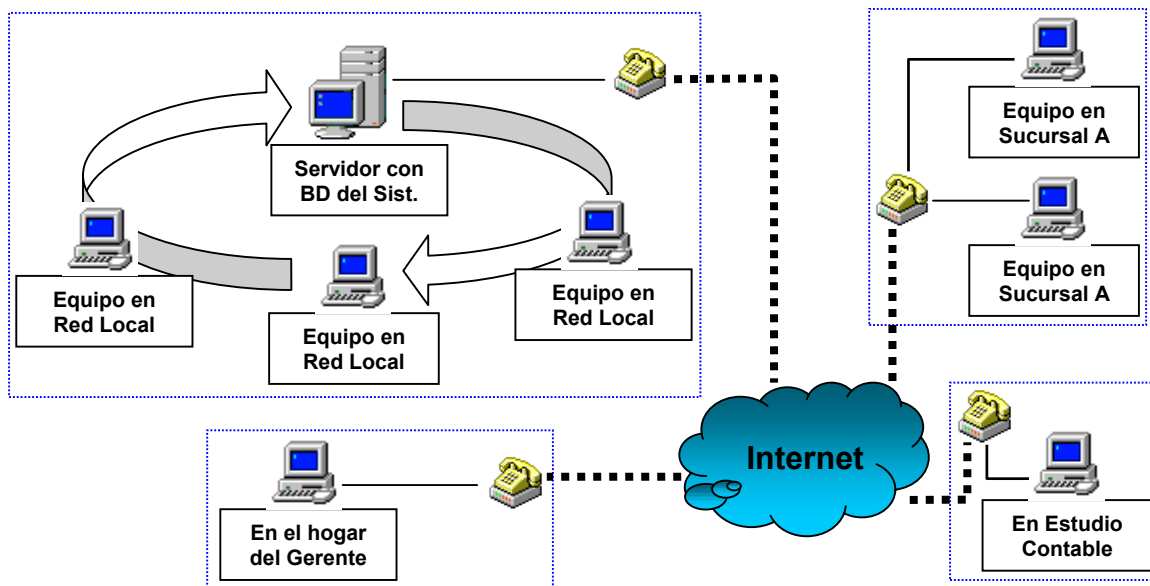 Servidor con
BD del Sist.
Equipo en
Red Local
Equipo en
Red Local
Equipo en
Red Local
Equipo en
Sucursal A
Equipo en
Sucursal A
Internet
En el hogar
del Gerente
En Estudio
Contable